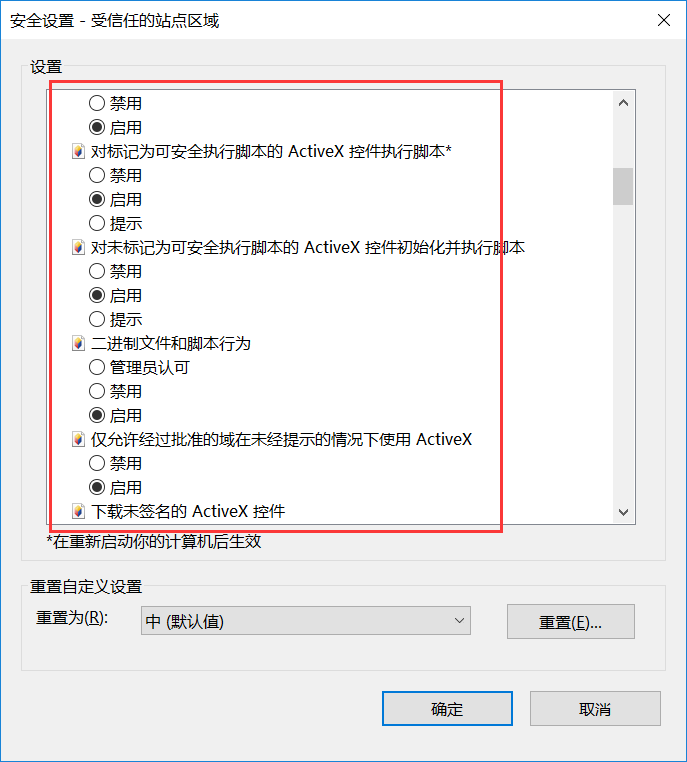 安全设置 - 受信任的站点区域
设置
禁用
启用
对标记为可安全执行脚本的 ActiveX 控件执行脚本*
禁用
启用
提示
对未标记为可安全执行脚本的 ActiveX 控件初始化并执行脚本
禁用
启用
提示
二进制文件和脚本行为
管理员认可
禁用
启用
仅允许经过批准的域在未经提示的情况下使用 ActiveX
禁用
启用
下载未签名的 ActiveX 控件
*在重新启动你的计算机后生效
重置自定义设置
重置为(R):
中 (默认值)
重置(E)...
确定
取消